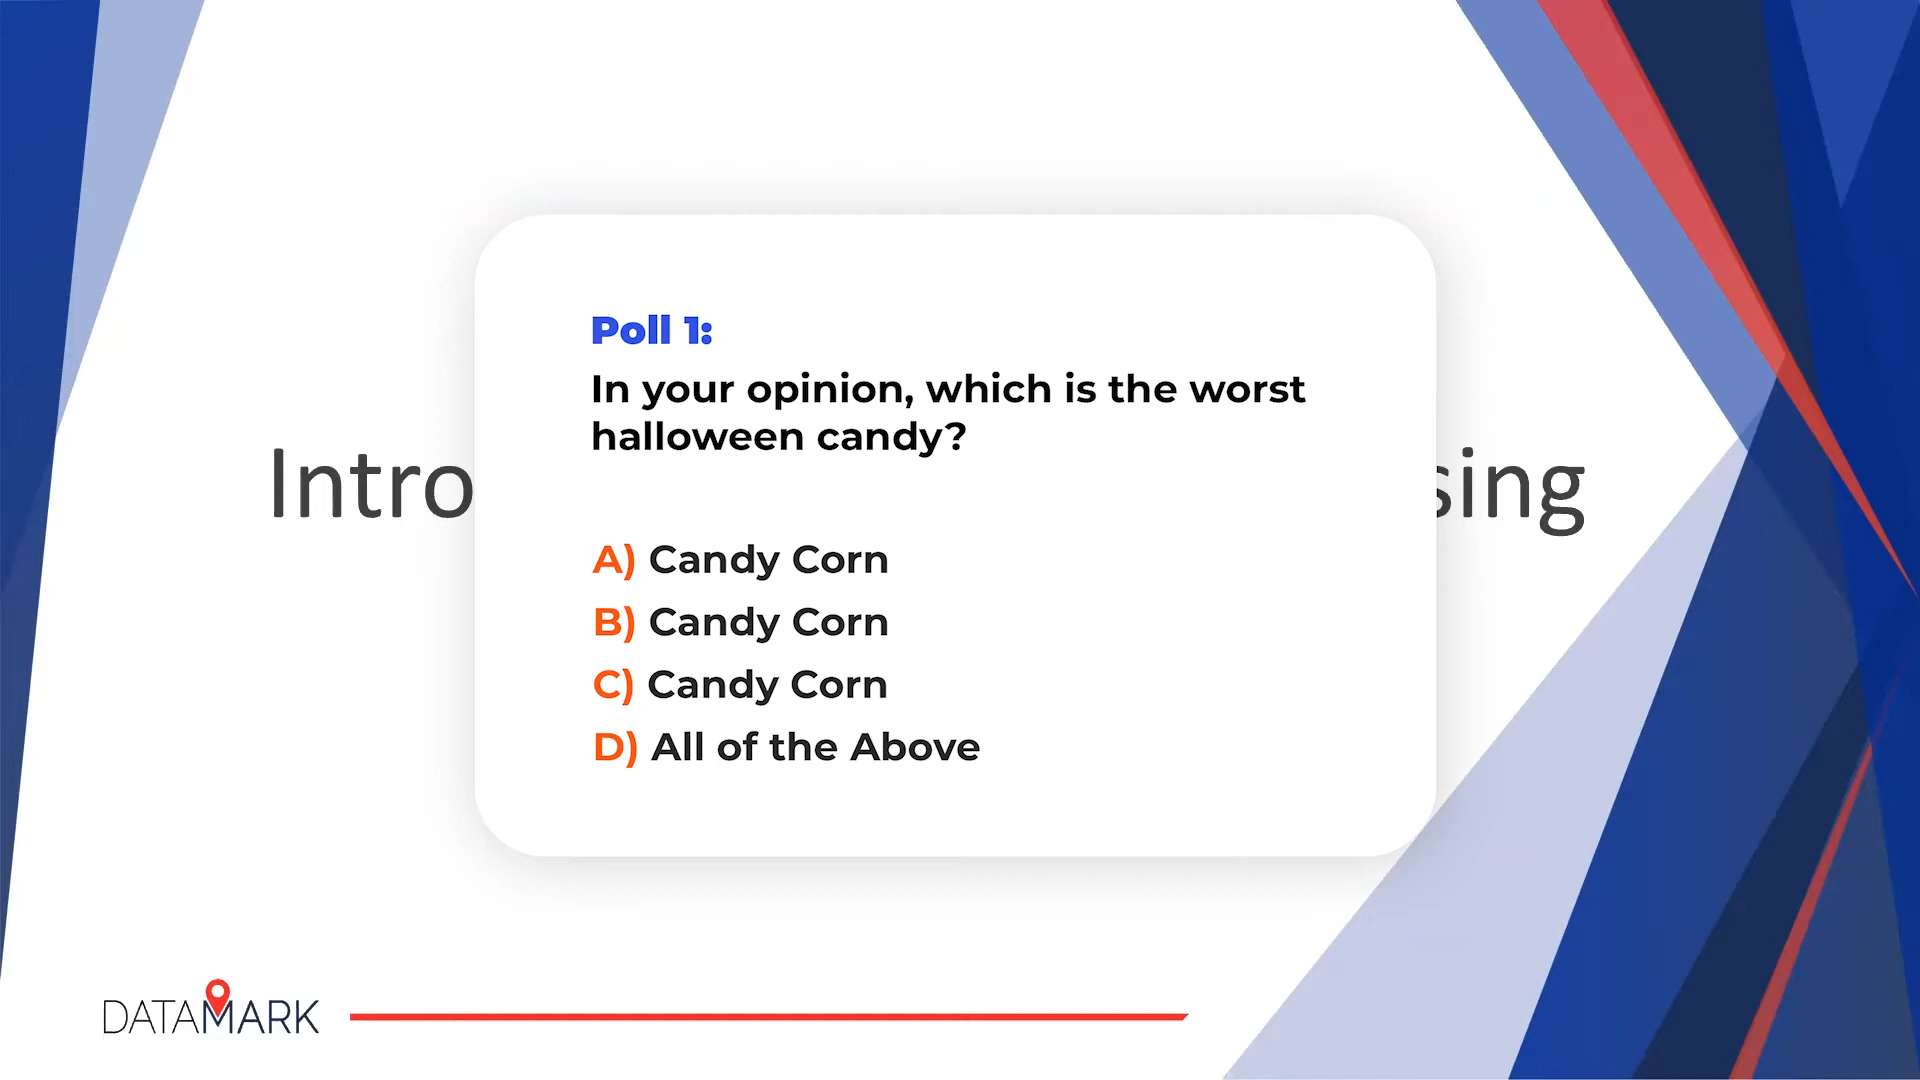 Poll 1:
In your opinion, which is the worst
halloween candy?
Intro
sing
A) Candy Corn
B) Candy Corn
C) Candy Corn
D) All of the Above
DATAMARK